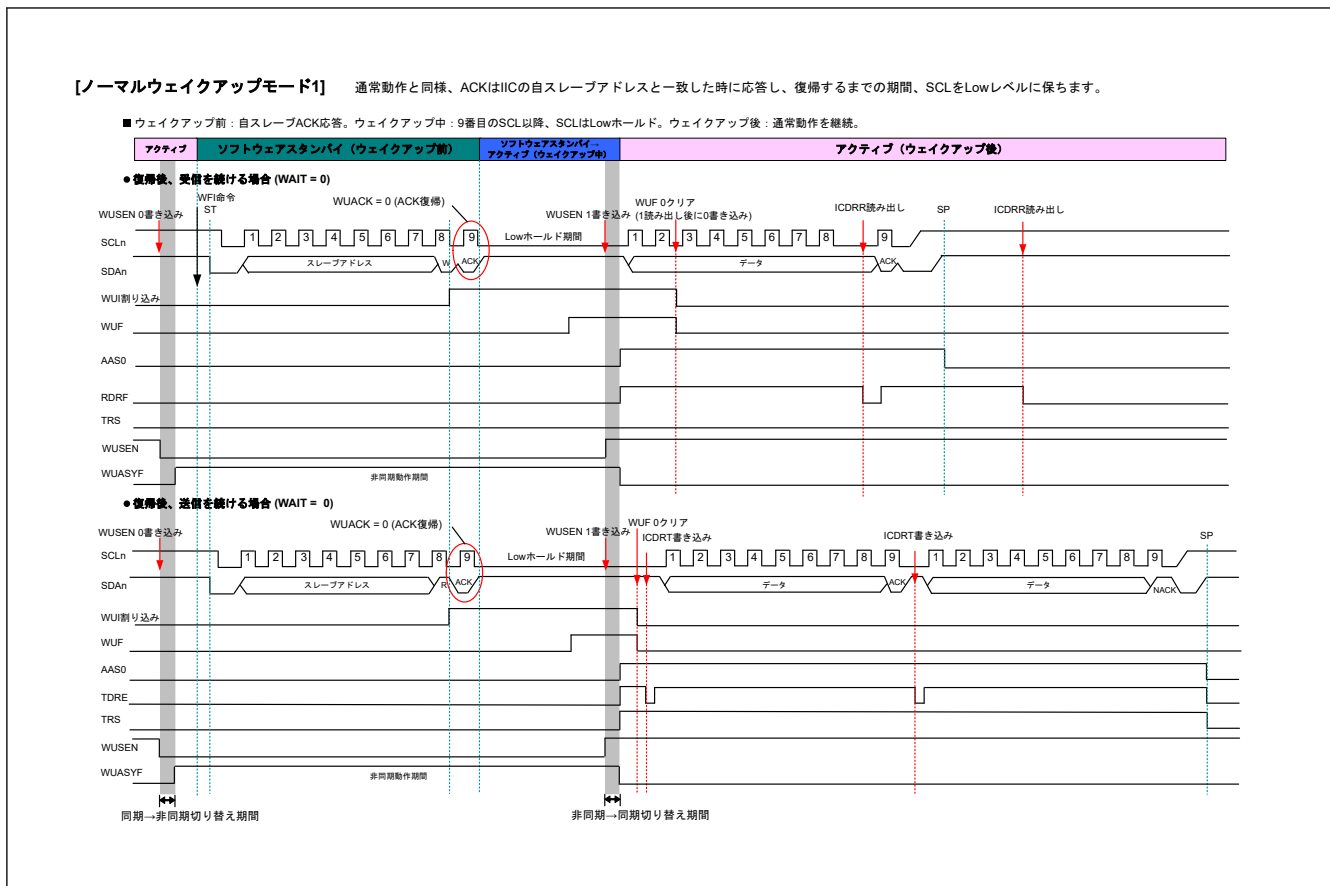 [ノーマルウェイクアップモード1] 通常動作と同様、ACKはIICの自スレーブアドレスと一致した時に応答し、復帰するまでの期間、SCLをLowレベルに保ちます。
■ ウェイクアップ前：自スレーブACK応答。ウェイクアップ中：9番目のSCL以降、SCLはLowホールド。ウェイクアップ後：通常動作を継続。
アクティブ ソフトウェアスタンバイ（ウェイクアップ前） ソフトウェアスタンバイ→ アクティブ（ウェイクアップ後）
アクティブ（ウェイクアップ中）
● 復帰後、受信を続ける場合 (WAIT = 0)
WFI命令 WUACK = 0 (ACK復帰) WUF 0クリア ICDRR読み出し SP ICDRR読み出し
WUSEN 0書き込み ST WUSEN 1書き込み (1読み出し後に0書き込み)
SCLn 1 2 3 4 5 6 7 8 9 Lowホールド期間 1 2 3 4 5 6 7 8 9
SDAn スレーブアドレス W ACK データ ACK
WUI割り込み
WUF
AAS0
RDRF
TRS
WUSEN
WUASYF 非同期動作期間
● 復帰後、送信を続ける場合 (WAIT = 0)
WUACK = 0 (ACK復帰) WUF 0クリア
WUSEN 0書き込み WUSEN 1書き込み ICDRT書き込み ICDRT書き込み SP
SCLn 1 2 3 4 5 6 7 8 9 Lowホールド期間 1 2 3 4 5 6 7 8 9 1 2 3 4 5 6 7 8 9
SDAn スレーブアドレス R ACK データ ACK データ NACK
WUI割り込み
WUF
AAS0
TDRE
TRS
WUSEN
WUASYF 非同期動作期間
同期→非同期切り替え期間 非同期→同期切り替え期間